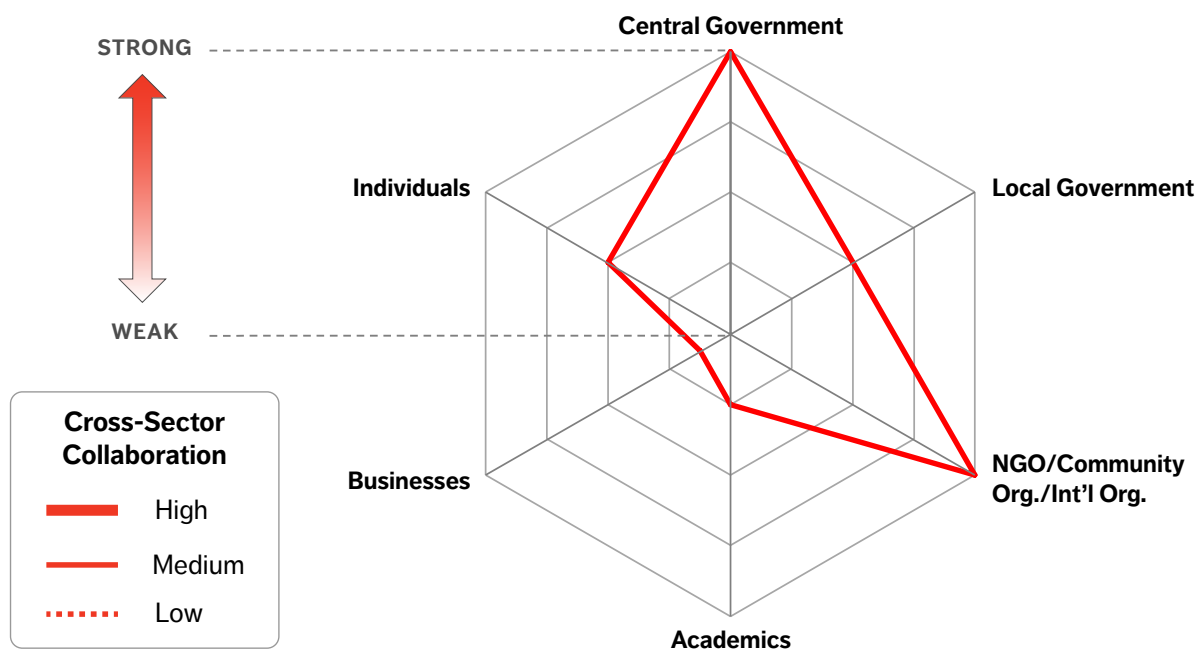 Central Government
STRONG
Individuals
Local Government
WEAK
Cross-Sector
Collaboration
High
Medium
Low
Businesses
NGO/Community
Org./Int'l Org.
Academics